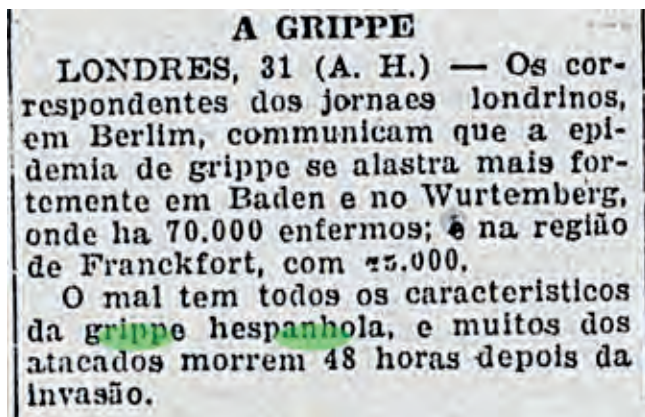 A GRIPPE
LONDRES, 31 (A. H.) — Os cor-
respondentes dos jornaes londrinos,
em Berlim, communicam que a epi-
demia de grippe se alastra mais for-
temente em Baden e no Wurtemberg,
onde ha 70.000 enfermos; e na região
de Franckfort, com
O mal tem todos os caracteristicos
da grippe hespanhola, e muitos dos
atacados morrem 48 horas depois da
invasão.